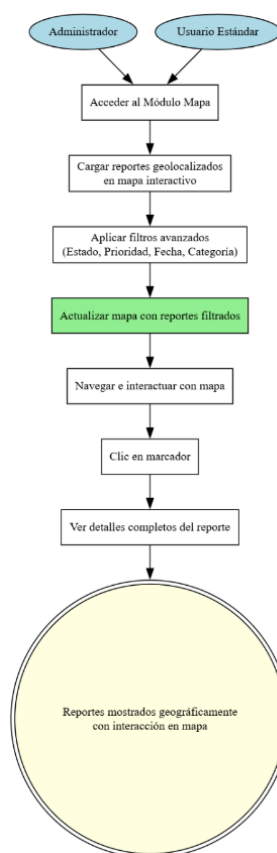 Administrador
Usuario Estándar
Acceder al Módulo Mapa
Cargar reportes geolocalizados
en mapa interactivo
Aplicar filtros avanzados
(Estado, Prioridad, Fecha, Categoría)
Actualizar mapa con reportes filtrados
Navegar e interactuar con mapa
Clic en marcador
Ver detalles completos del reporte
Reportes mostrados geográficamente
con interacción en mapa